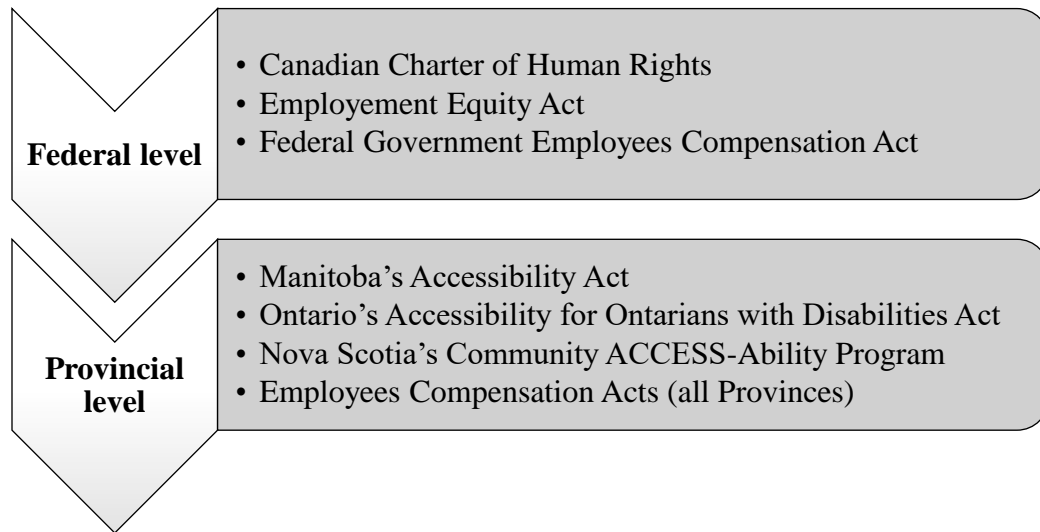 Federal level
• Canadian Charter of Human Rights
• Employement Equity Act
• Federal Government Employees Compensation Act
Provincial
level
• Manitoba's Accessibility Act
• Ontario's Accessibility for Ontarians with Disabilities Act
• Nova Scotia's Community ACCESS-Ability Program
• Employees Compensation Acts (all Provinces)